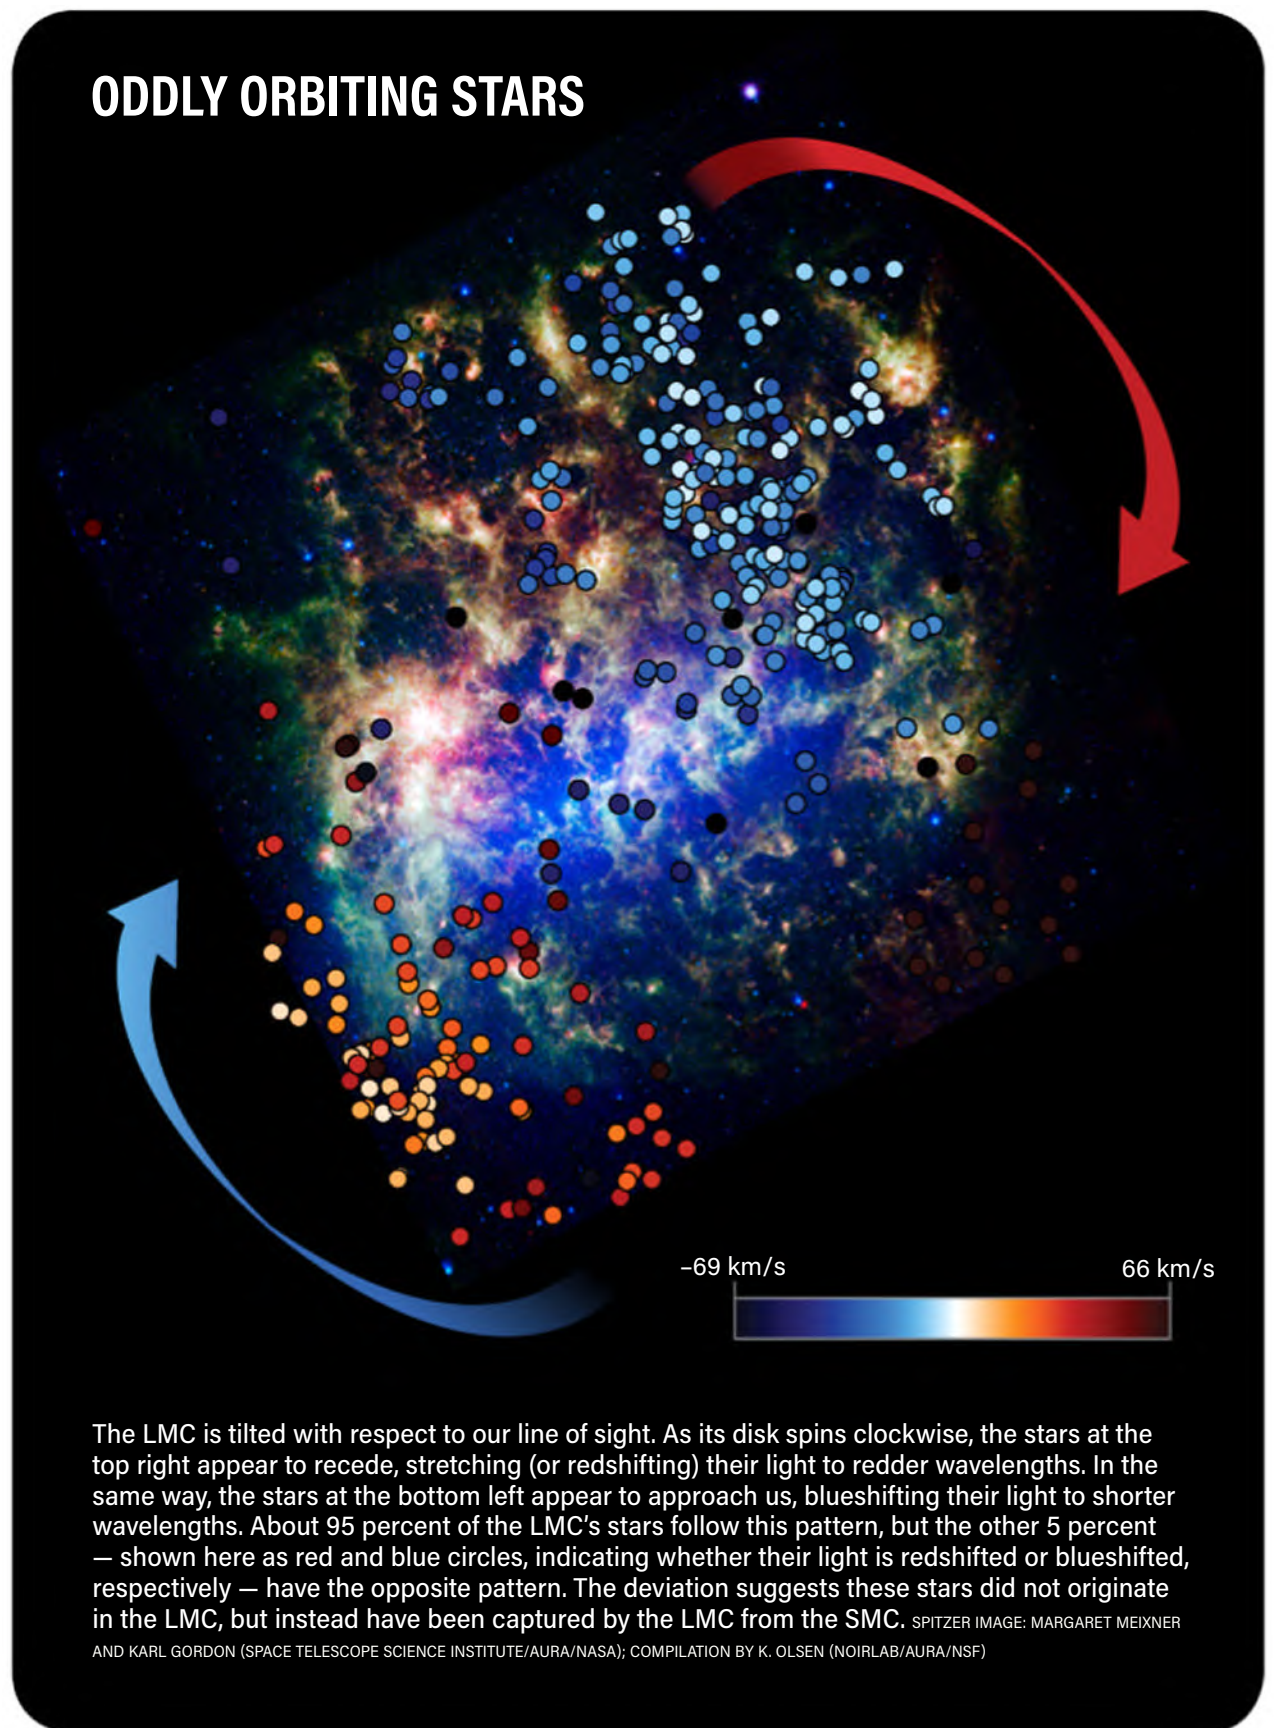 ODDLY ORBITING STARS
–69 km/s
66 km/s
The LMC is tilted with respect to our line of sight. As its disk spins clockwise, the stars at the
top right appear to recede, stretching (or redshifting) their light to redder wavelengths. In the
same way, the stars at the bottom left appear to approach us, blueshifting their light to shorter
wavelengths. About 95 percent of the LMC’s stars follow this pattern, but the other 5 percent
— shown here as red and blue circles, indicating whether their light is redshifted or blueshifted,
respectively — have the opposite pattern. The deviation suggests these stars did not originate
in the LMC, but instead have been captured by the LMC from the SMC. SPITZER IMAGE: MARGARET MEIXNER
AND KARL GORDON (SPACE TELESCOPE SCIENCE INSTITUTE/AURA/NASA); COMPILATION BY K. OLSEN (NOIRLAB/AURA/NSF)